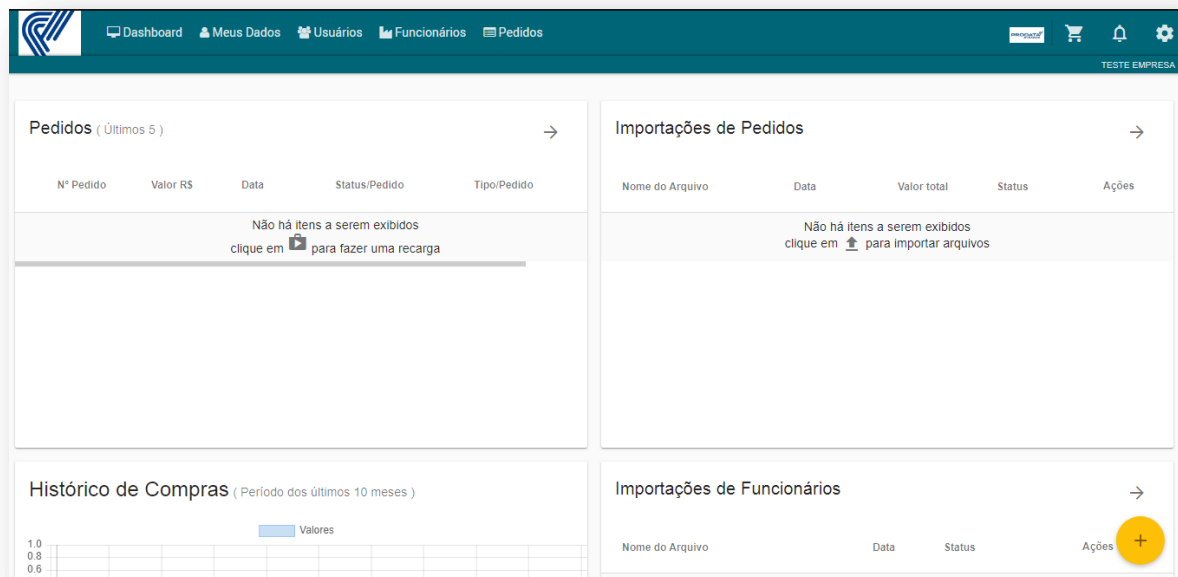 Dashboard Meus Dados Usuários Funcionários Pedidos
PRODATA
TESTE EMPRESA
Pedidos ( Últimos 5 )
Nº Pedido Valor R$ Data Status/Pedido Tipo/Pedido
Não há itens a serem exibidos
clique em para fazer uma recarga
Importações de Pedidos
Nome do Arquivo Data Valor total Status Ações
Não há itens a serem exibidos
clique em para importar arquivos
Histórico de Compras ( Período dos últimos 10 meses )
Valores
1.0
0.8
0.6
Importações de Funcionários
Nome do Arquivo Data Status Ações